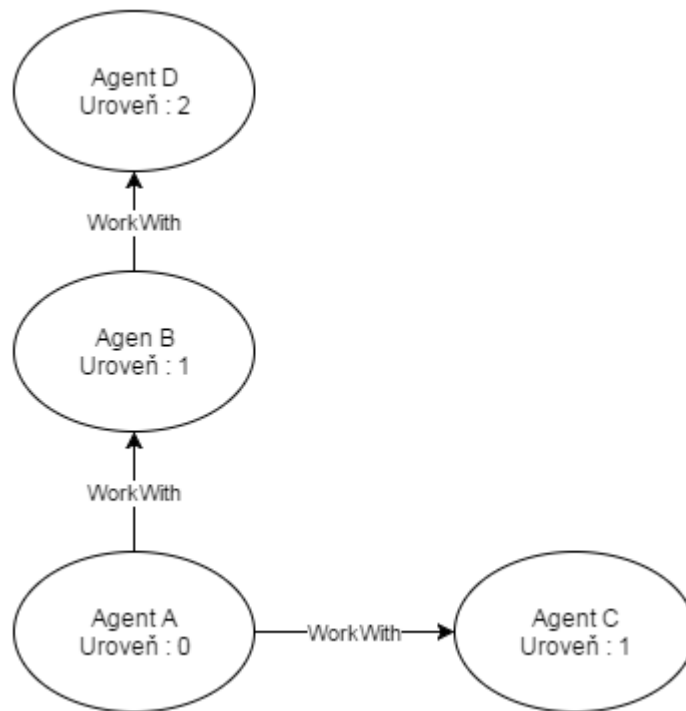 Agent D
Uroveň : 2
WorkWith
Agen B
Uroveň : 1
WorkWith
Agent A
Uroveň : 0
WorkWith
Agent C
Uroveň : 1